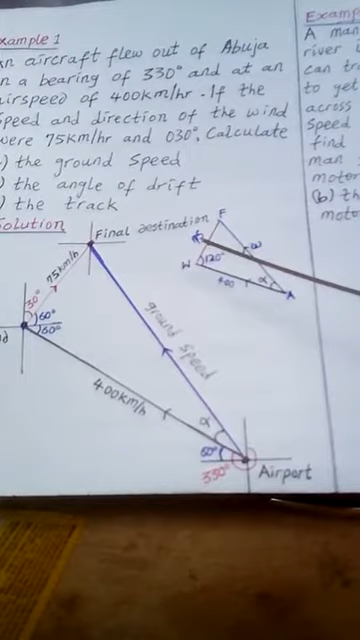 Example 1
An aircraft flew out of Abuja
on a bearing of 330° and at an
airspeed of 400km/hr. If the
speed and direction of the wind
were 75km/hr and 030°, Calculate
the ground speed
the angle of drift
the track
Solution
Final destination
75km/h
30°
60°
60°
ground speed
400km/h
α
60°
330°
Airport
F
W
120°
400
α
A
Examp
A man
river
can tra
to get
across
speed
find
man
motor
(b) th
moto